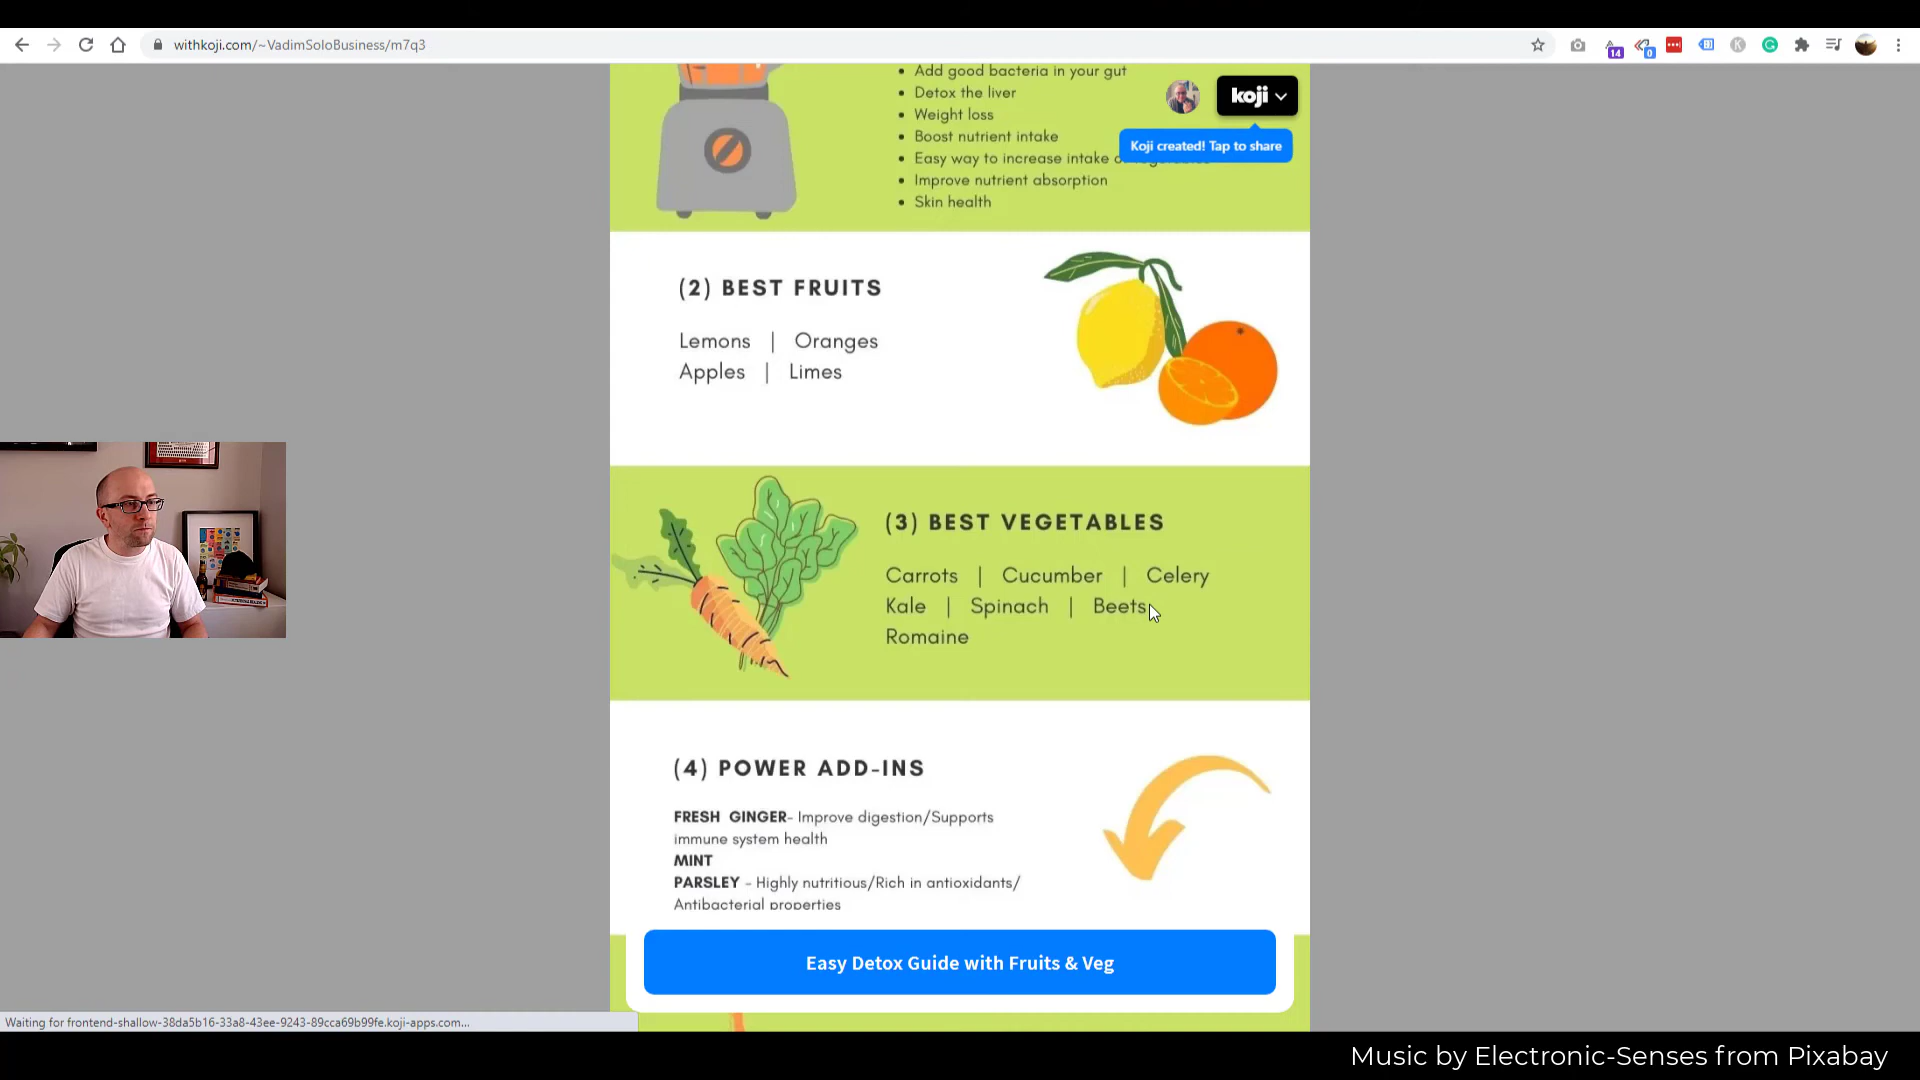 withkoji.com/~VadimSoloBusiness/m7q3
14
0
Add good bacteria in your gut
Detox the liver
Weight loss
Boost nutrient intake
Easy way to increase intake
Improve nutrient absorption
Skin health
koji
Koji created! Tap to share
(2) BEST FRUITS
Lemons | Oranges
Apples | Limes
(3) BEST VEGETABLES
Carrots | Cucumber | Celery
Kale | Spinach | Beets
Romaine
(4) POWER ADD-INS
FRESH GINGER- Improve digestion/Supports
immune system health
MINT
PARSLEY - Highly nutritious/Rich in antioxidants/
Antibacterial properties
Easy Detox Guide with Fruits & Veg
Waiting for frontend-shallow-38da5b16-33a8-43ee-9243-89cca69b99fe.koji-apps.com...
Music by Electronic-Senses from Pixabay